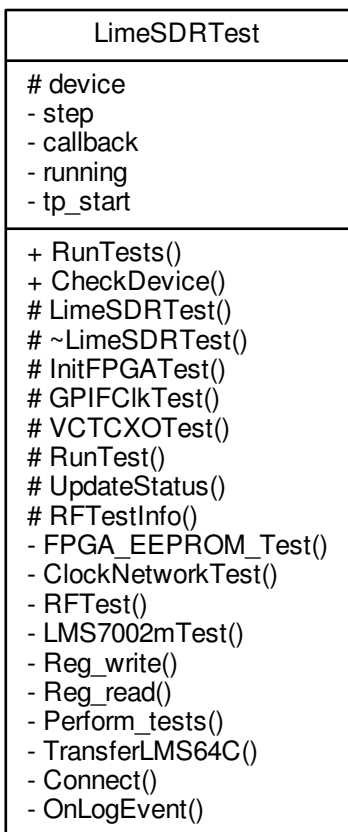 LimeSDRTest
# device
- step
- callback
- running
- tp_start
+ RunTests()
+ CheckDevice()
# LimeSDRTest()
# ~LimeSDRTest()
# InitFPGATest()
# GPIFClkTest()
# VCTCXOTest()
# RunTest()
# UpdateStatus()
# RFTestInfo()
- FPGA_EEPROM_Test()
- ClockNetworkTest()
- RFTest()
- LMS7002mTest()
- Reg_write()
- Reg_read()
- Perform_tests()
- TransferLMS64C()
- Connect()
- OnLogEvent()